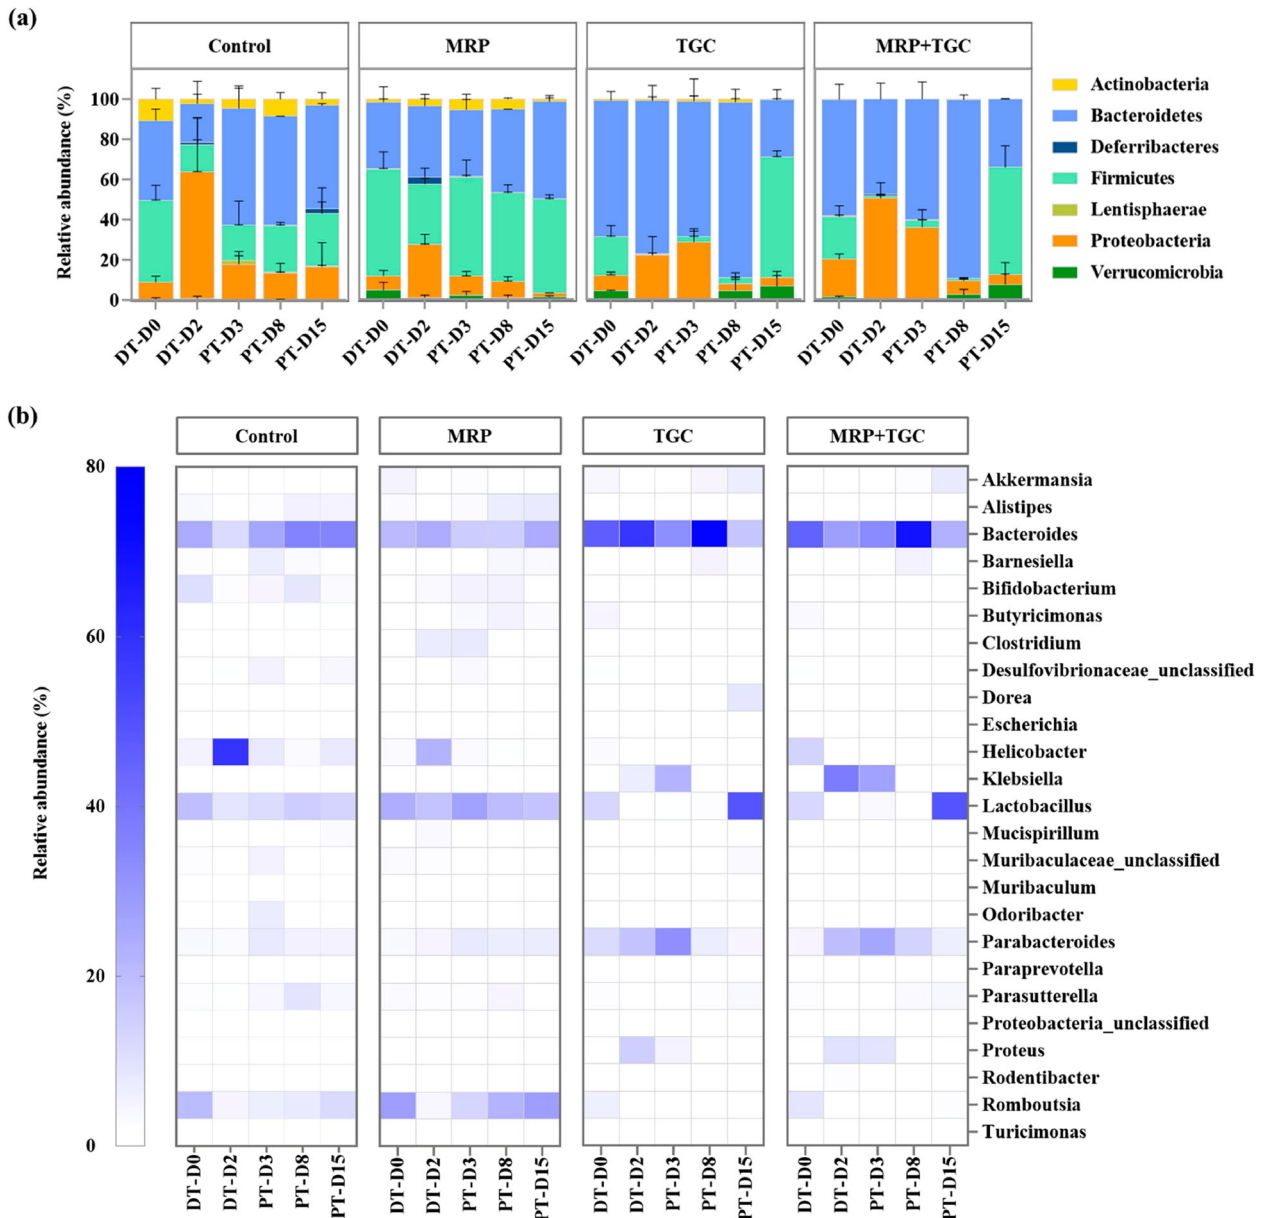 (a)
Control MRP TGC MRP+TGC
Relative abundance (%)
100
80
60
40
20
0
DT-D0 DT-D2 PT-D3 PT-D8 PT-D15 DT-D0 DT-D2 PT-D3 PT-D8 PT-D15 DT-D0 DT-D2 PT-D3 PT-D8 PT-D15 DT-D0 DT-D2 PT-D3 PT-D8 PT-D15
Actinobacteria
Bacteroidetes
Deferribacteres
Firmicutes
Lentisphaerae
Proteobacteria
Verrucomicrobia
(b)
Control MRP TGC MRP+TGC
Relative abundance (%)
80
60
40
20
0
Akkermansia
Alistipes
Bacteroides
Barnesiella
Bifidobacterium
Butyricimonas
Clostridium
Desulfovibrionaceae_unclassified
Dorea
Escherichia
Helicobacter
Klebsiella
Lactobacillus
Mucispirillum
Muribaculaceae_unclassified
Muribaculum
Odoribacter
Parabacteroides
Paraprevotella
Parasutterella
Proteobacteria_unclassified
Proteus
Rodentibacter
Romboutsia
Turicimonas
DT-D0 DT-D2 PT-D3 PT-D8 PT-D15 DT-D0 DT-D2 PT-D3 PT-D8 PT-D15 DT-D0 DT-D2 PT-D3 PT-D8 PT-D15 DT-D0 DT-D2 PT-D3 PT-D8 PT-D15